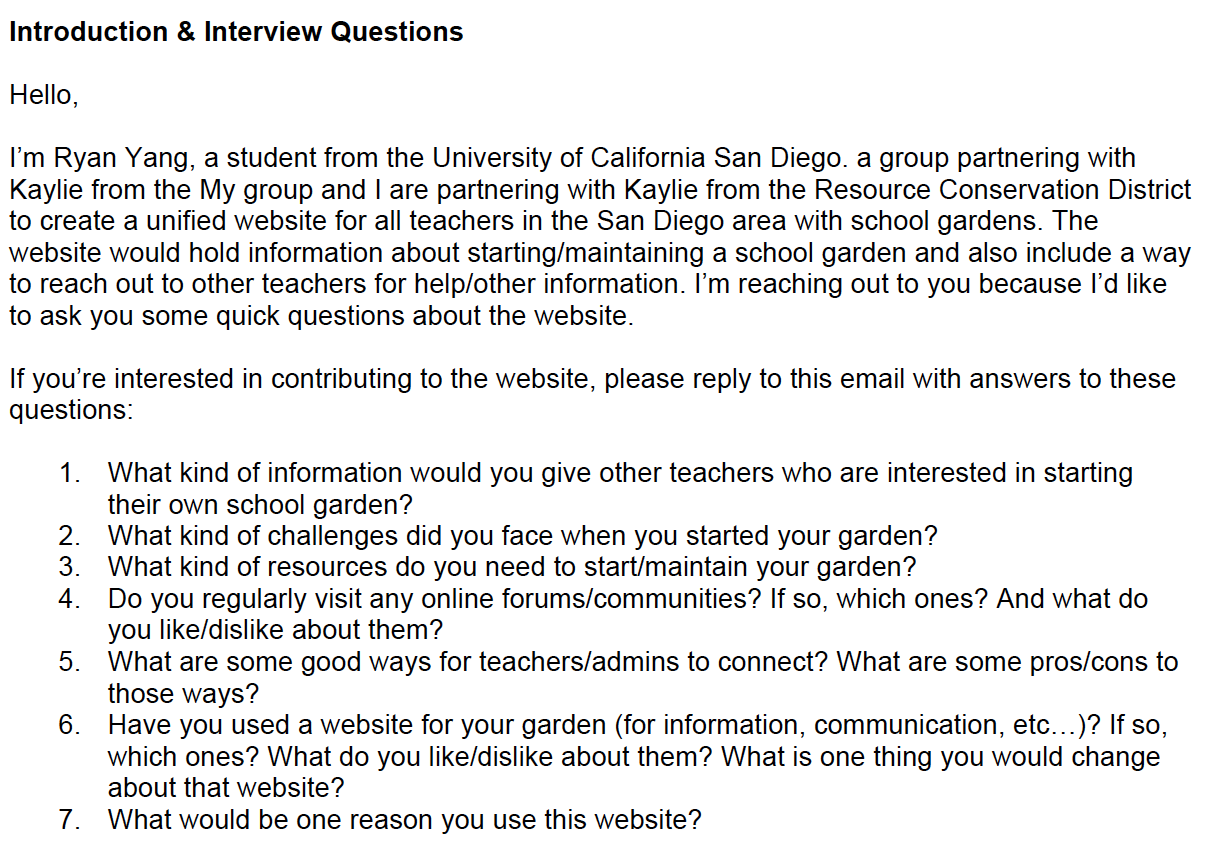 Introduction & Interview Questions
Hello,
I’m Ryan Yang, a student from the University of California San Diego. a group partnering with
Kaylie from the My group and I are partnering with Kaylie from the Resource Conservation District
to create a unified website for all teachers in the San Diego area with school gardens. The
website would hold information about starting/maintaining a school garden and also include a way
to reach out to other teachers for help/other information. I’m reaching out to you because I’d like
to ask you some quick questions about the website.
If you’re interested in contributing to the website, please reply to this email with answers to these
questions:
1. What kind of information would you give other teachers who are interested in starting
their own school garden?
2. What kind of challenges did you face when you started your garden?
3. What kind of resources do you need to start/maintain your garden?
4. Do you regularly visit any online forums/communities? If so, which ones? And what do
you like/dislike about them?
5. What are some good ways for teachers/admins to connect? What are some pros/cons to
those ways?
6. Have you used a website for your garden (for information, communication, etc…)? If so,
which ones? What do you like/dislike about them? What is one thing you would change
about that website?
7. What would be one reason you use this website?